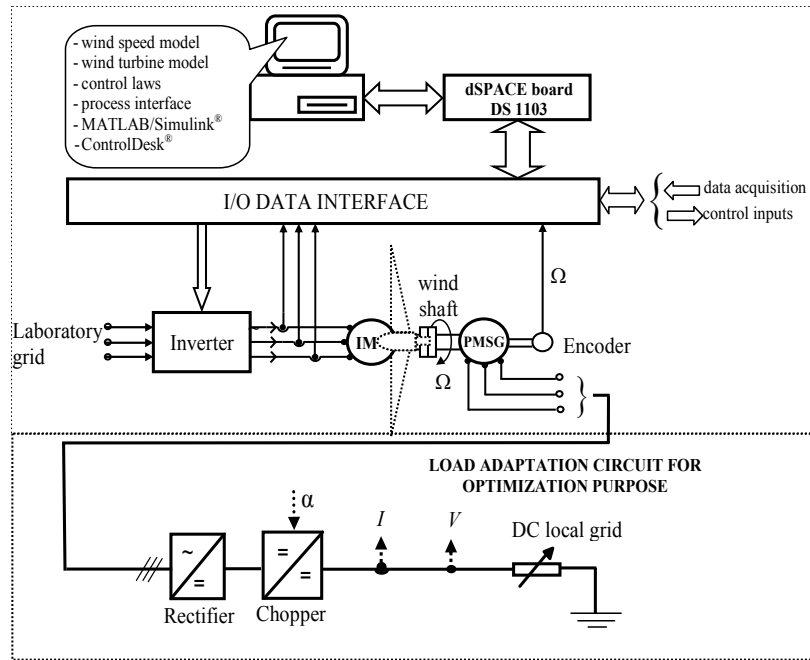 - wind speed model
- wind turbine model
- control laws
- process interface
- MATLAB/Simulink®
- ControlDesk®
dSPACE board
DS 1103
I/O DATA INTERFACE
data acquisition
control inputs
Laboratory
grid
Inverter
IM
wind
shaft
Ω
PMSG
Ω
Encoder
LOAD ADAPTATION CIRCUIT FOR
OPTIMIZATION PURPOSE
α
I
V
DC local grid
~
=
=
=
Rectifier
Chopper